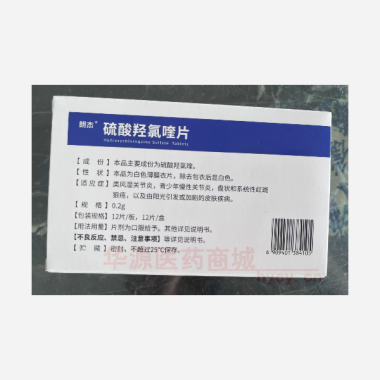 朗杰® 硫酸羟氯喹片
Hydroxychloroquine Sulfate Tablets
【成　份】本品主要成份为硫酸羟氯喹。
【性　状】本品为白色薄膜衣片，除去包衣后显白色。
【适应症】类风湿关节炎，青少年慢性关节炎，盘状和系统性红斑
狼疮，以及由阳光引发或加剧的皮肤疾病。
【规　格】0.2g
【包装规格】12片/板，12片/盒
【用法用量】片剂为口服给予。其他详见说明书。
【不良反应、禁忌、注意事项】等详见说明书。
【贮　藏】密封，不超过25℃保存。
6 909401 384103
华源医药商城